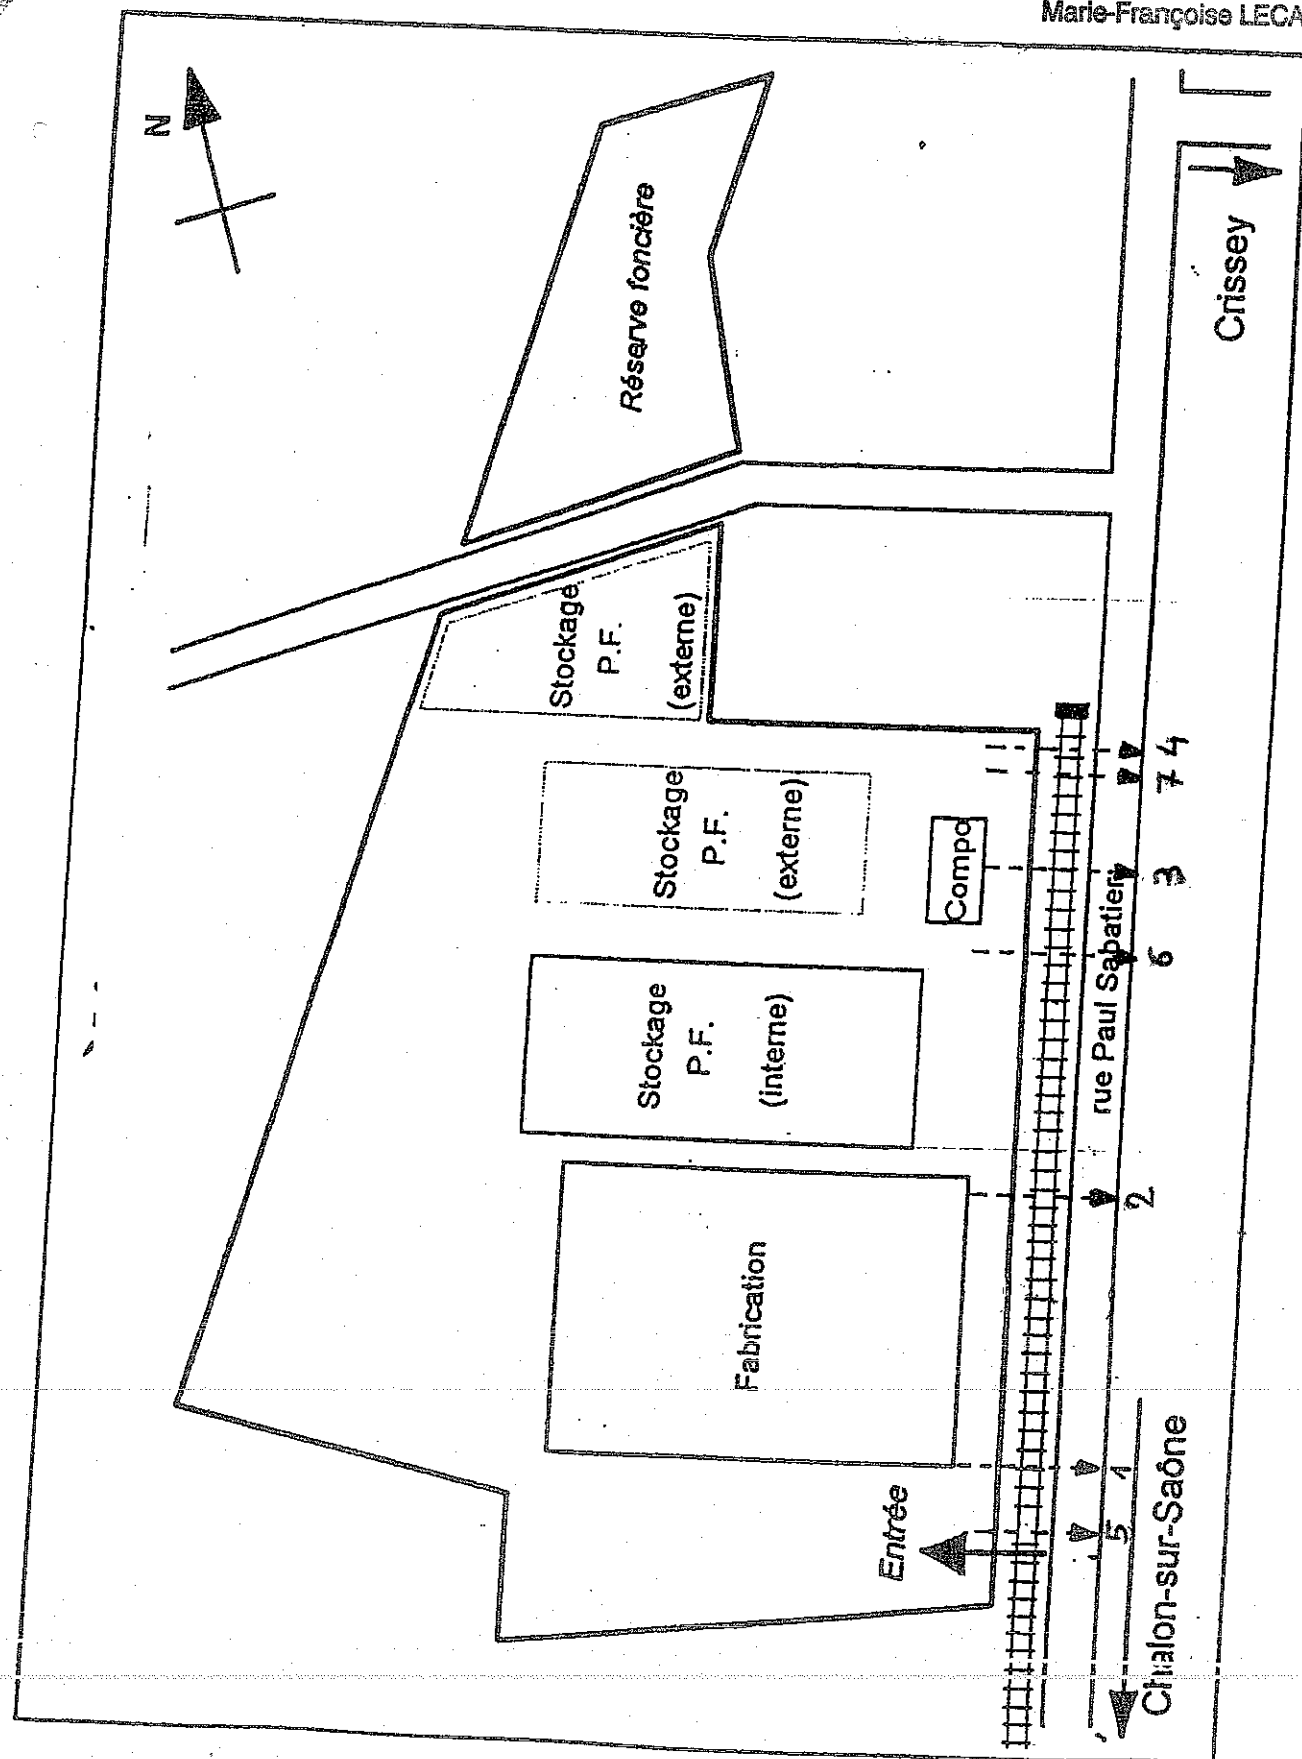 Marie-Françoise LECA
N
Réserve foncière
Crissey
Stockage
P.F.
(externe)
Stockage
P.F.
(externe)
Compo
Stockage
P.F.
(interne)
Fabrication
Entrée
rue Paul Sabatier
4
7
3
6
2
1
5
Chalon-sur-Saône